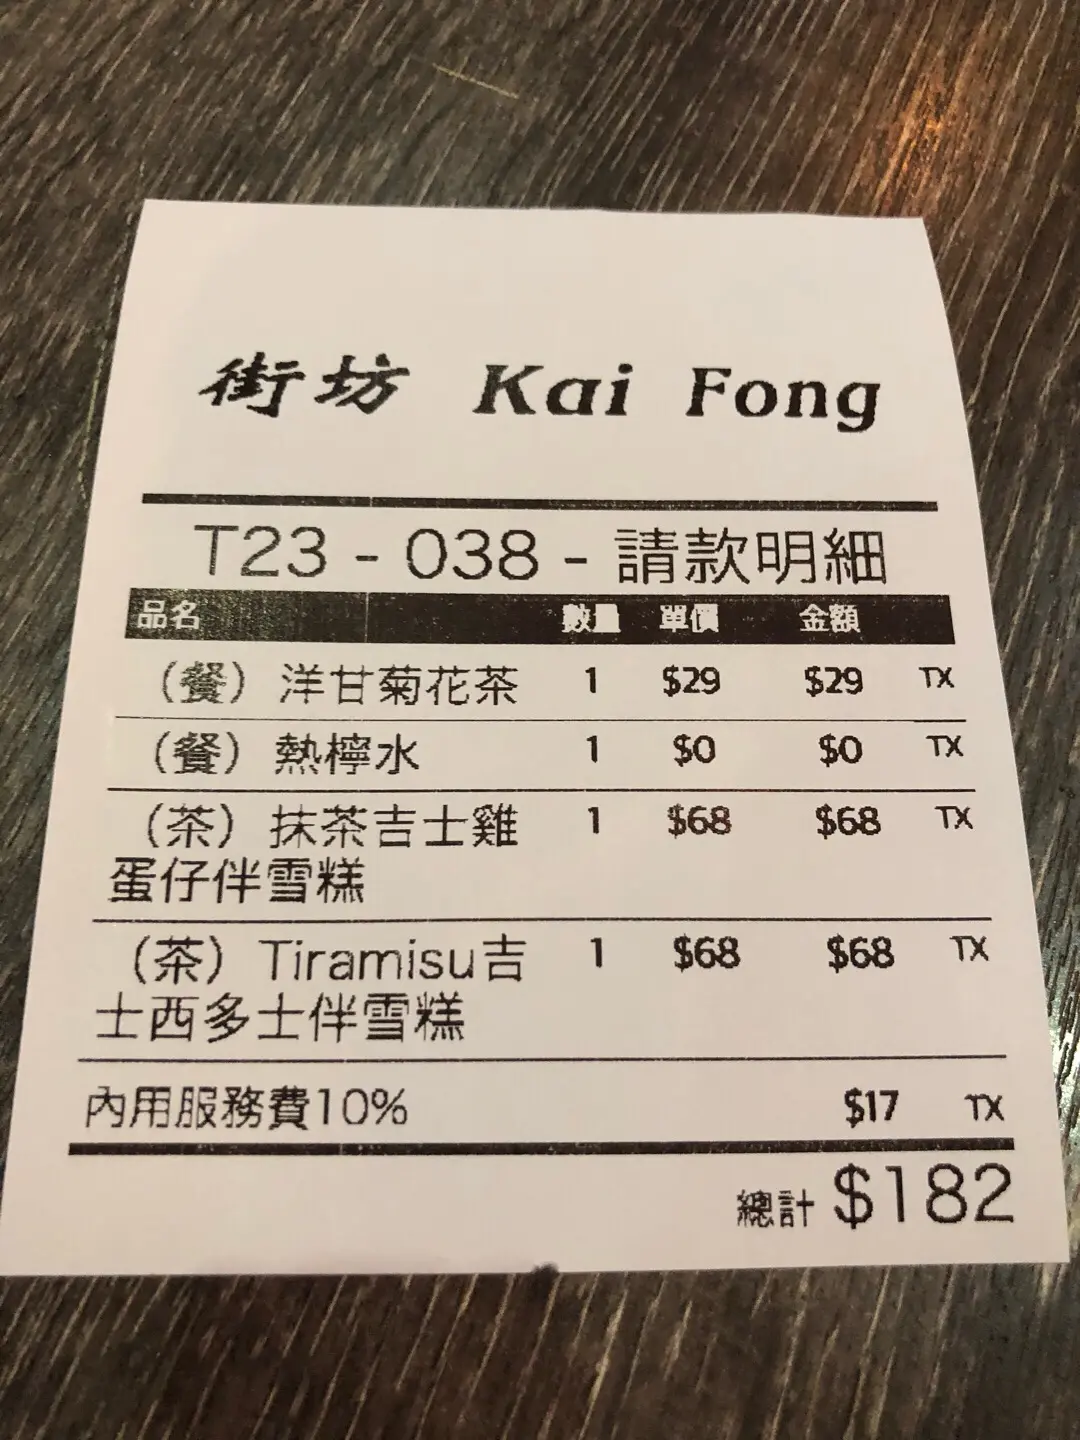 街坊 Kai Fong
T23 - 038 - 請款明細
品名 數量 單價 金額
（餐）洋甘菊花茶 1 $29 $29 TX
（餐）熱檸水 1 $0 $0 TX
（茶）抹茶吉士雞 1 $68 $68 TX
蛋仔伴雪糕
（茶）Tiramisu吉 1 $68 $68 TX
士西多士伴雪糕
內用服務費10% $17 TX
總計 $182